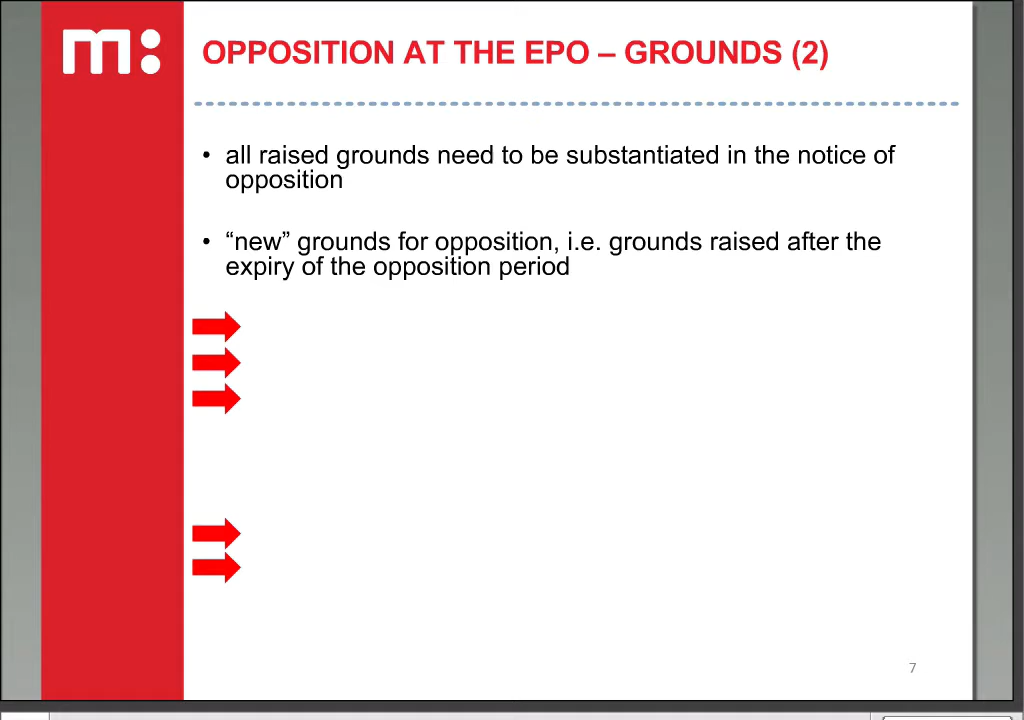 m:
OPPOSITION AT THE EPO – GROUNDS (2)
• all raised grounds need to be substantiated in the notice of
opposition
• “new” grounds for opposition, i.e. grounds raised after the
expiry of the opposition period
7